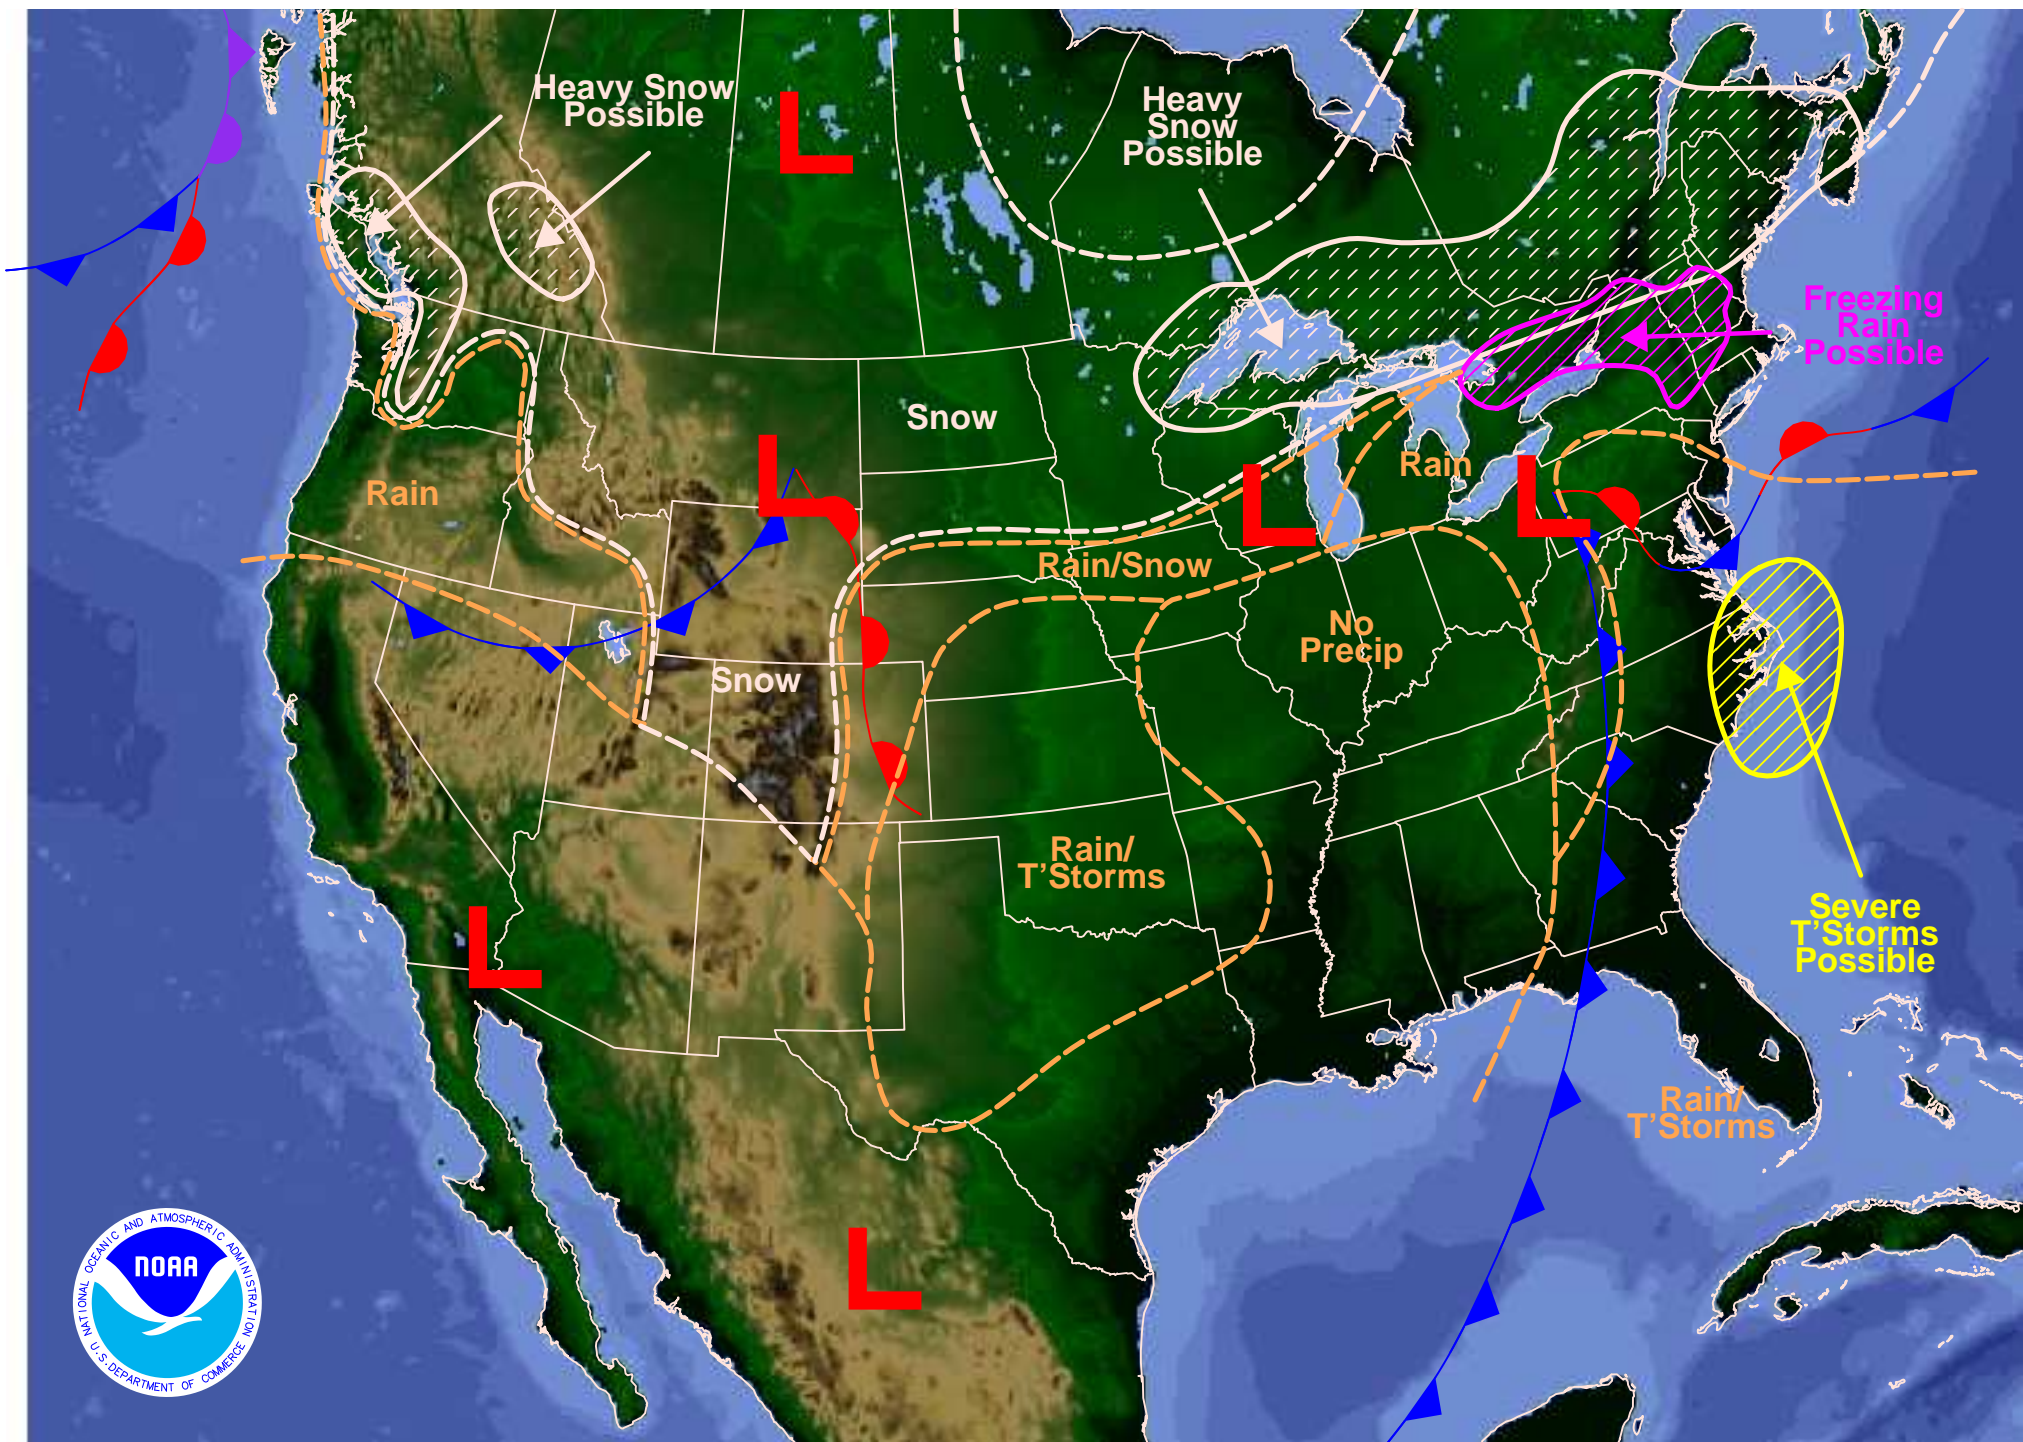 Heavy Snow
Possible
Heavy
Snow
Possible
L
Freezing
Rain
Possible
Snow
L
Rain
L
Rain
L
Rain/Snow
No
Precip
Snow
Rain/
T'Storms
L
Severe
T'Storms
Possible
Rain/
T'Storms
L
NATIONAL OCEANIC AND ATMOSPHERIC ADMINISTRATION
NOAA
U.S. DEPARTMENT OF COMMERCE